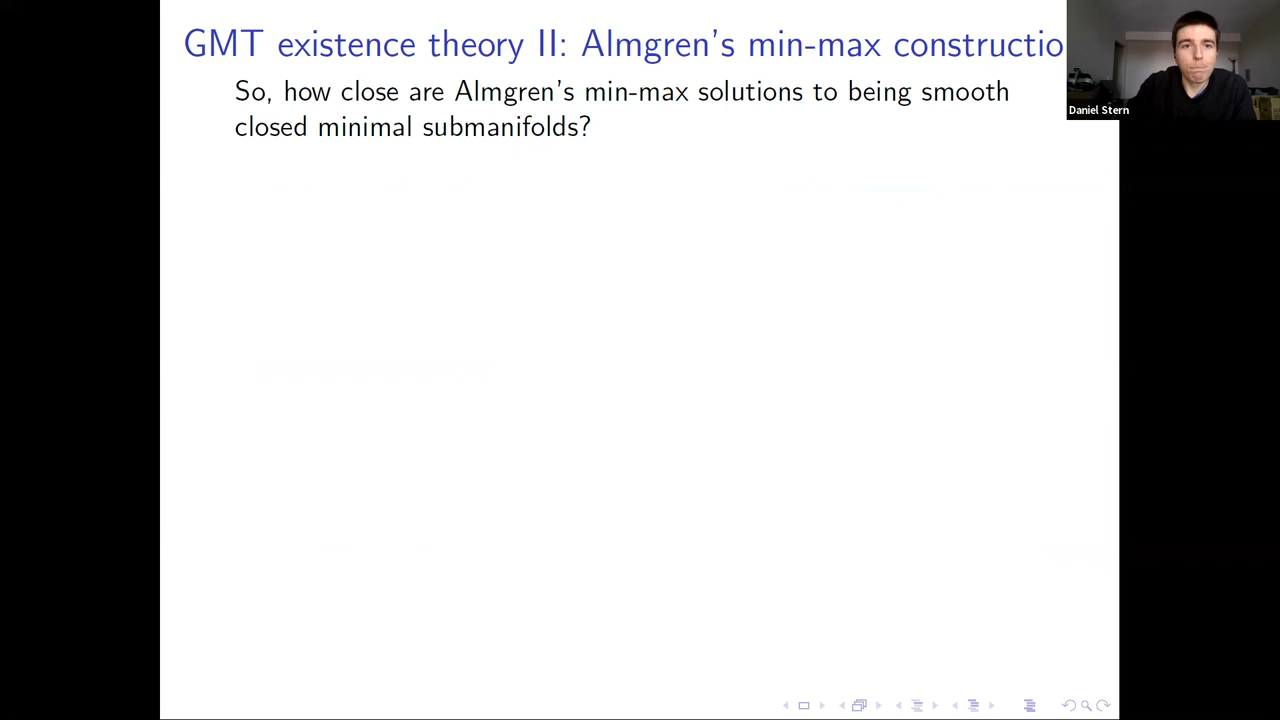 GMT existence theory II: Almgren's min-max constructio
So, how close are Almgren's min-max solutions to being smooth
closed minimal submanifolds?
Daniel Stern